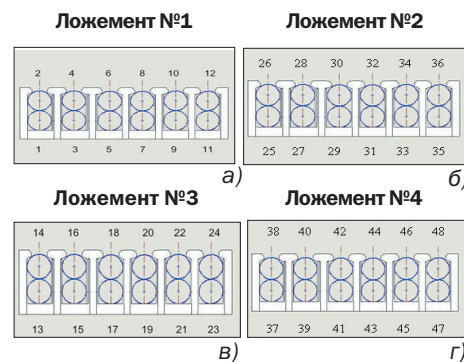 Ложемент №1
2 4 6 8 10 12
1 3 5 7 9 11
а)
Ложемент №2
26 28 30 32 34 36
25 27 29 31 33 35
б)
Ложемент №3
14 16 18 20 22 24
13 15 17 19 21 23
в)
Ложемент №4
38 40 42 44 46 48
37 39 41 43 45 47
г)